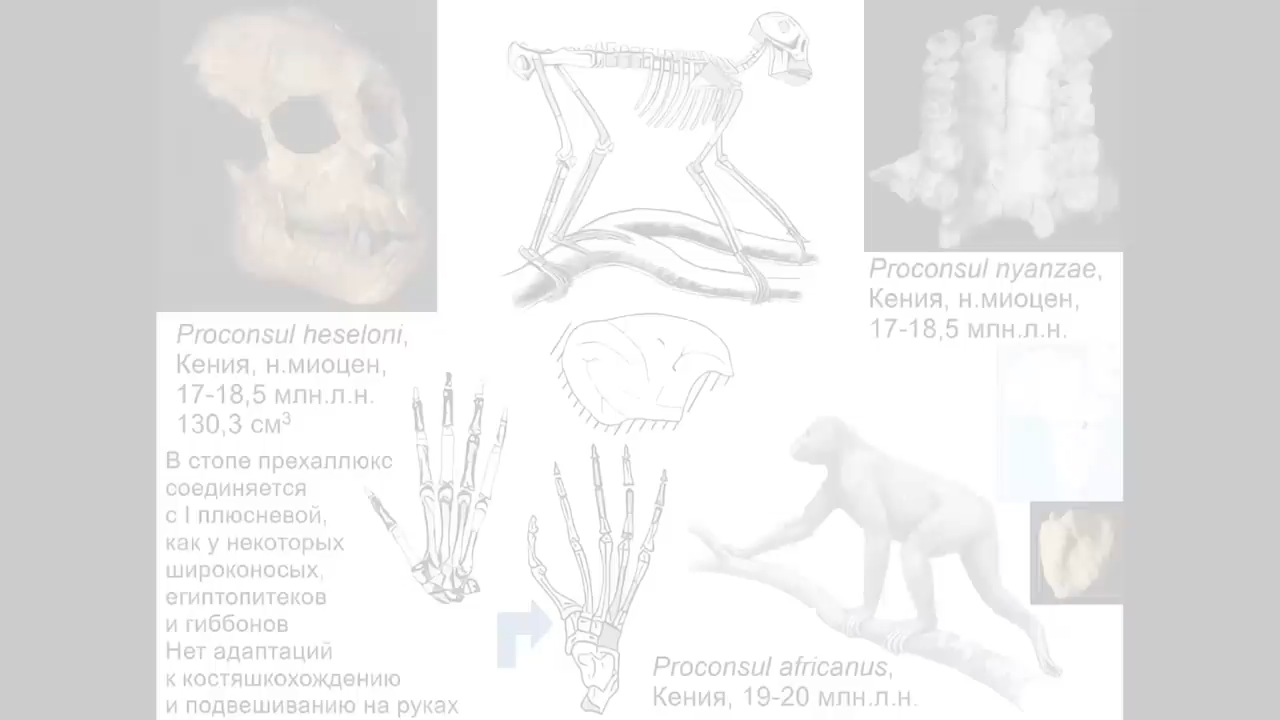 Proconsul heseloni,
Кения, н.миоцен,
17-18,5 млн.л.н.
130,3 см³
В стопе прехаллюкс
соединяется
с I плюсневой,
как у некоторых
широконосых,
египтопитеков
и гиббонов
Нет адаптаций
к костяшкохождению
и подвешиванию на руках
Proconsul nyanzae,
Кения, н.миоцен,
17-18,5 млн.л.н.
Proconsul africanus,
Кения, 19-20 млн.л.н.